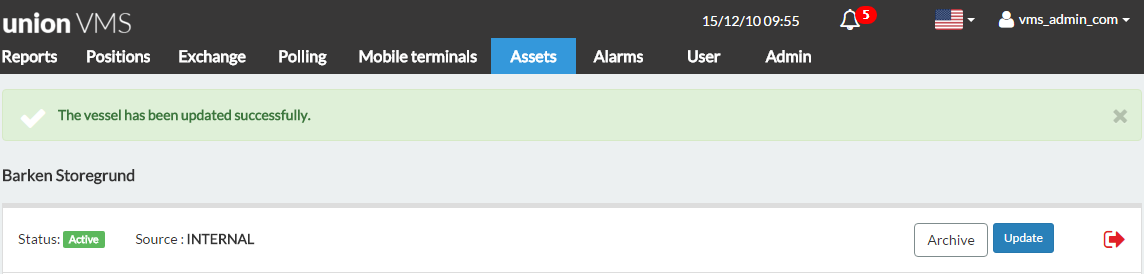 union VMS
15/12/10 09:55
5
vms_admin_com
Reports Positions Exchange Polling Mobile terminals Assets Alarms User Admin
The vessel has been updated successfully.
Barken Storegrund
Status: Active Source : INTERNAL Archive Update